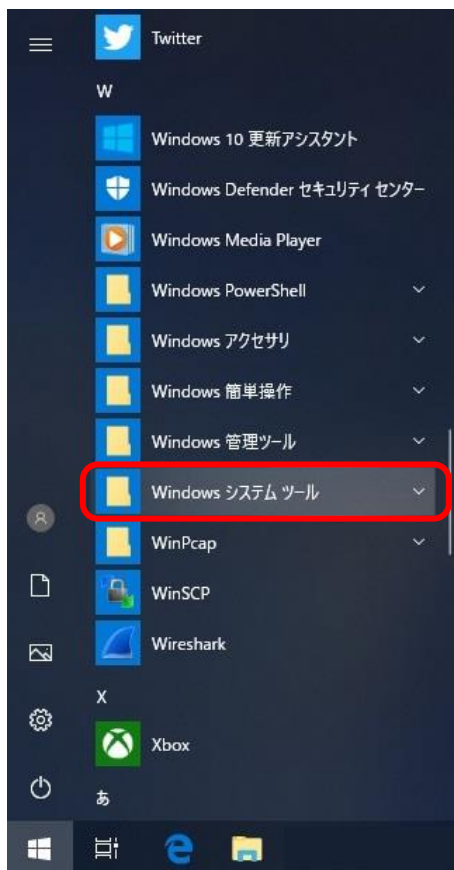 Twitter
W
Windows 10 更新アシスタント
Windows Defender セキュリティ センター
Windows Media Player
Windows PowerShell
Windows アクセサリ
Windows 簡単操作
Windows 管理ツール
Windows システム ツール
WinPcap
WinSCP
Wireshark
X
Xbox
あ